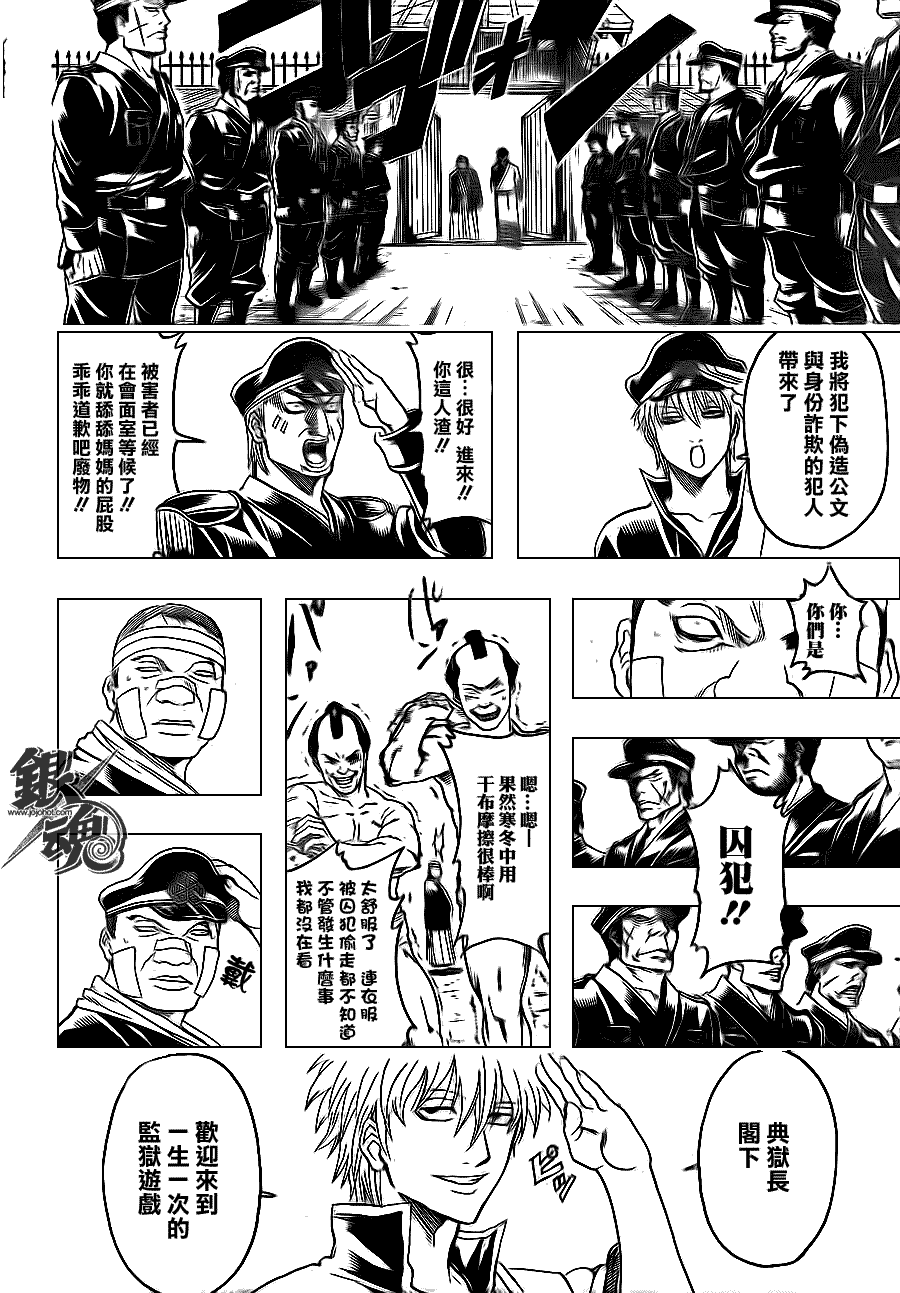 ゴゴォン
我將犯下偽造公文
與身份詐欺的犯人
帶來了
很…很好 進來!!
你這人渣!!
被害者已經
在會面室等候了!!
你就舔舔媽媽的屁股
乖乖道歉吧廢物!!
你…
你們是
囚犯!!
嗯…嗯—
果然寒冬中用
干布摩擦很棒啊
太舒服了 連衣服
被囚犯偷走都不知道
不管發生什麼事
我都沒在看
銀魂
www.jojohot.com
戴
典獄長
閣下
ピッ
歡迎來到
一生一次的
監獄遊戲